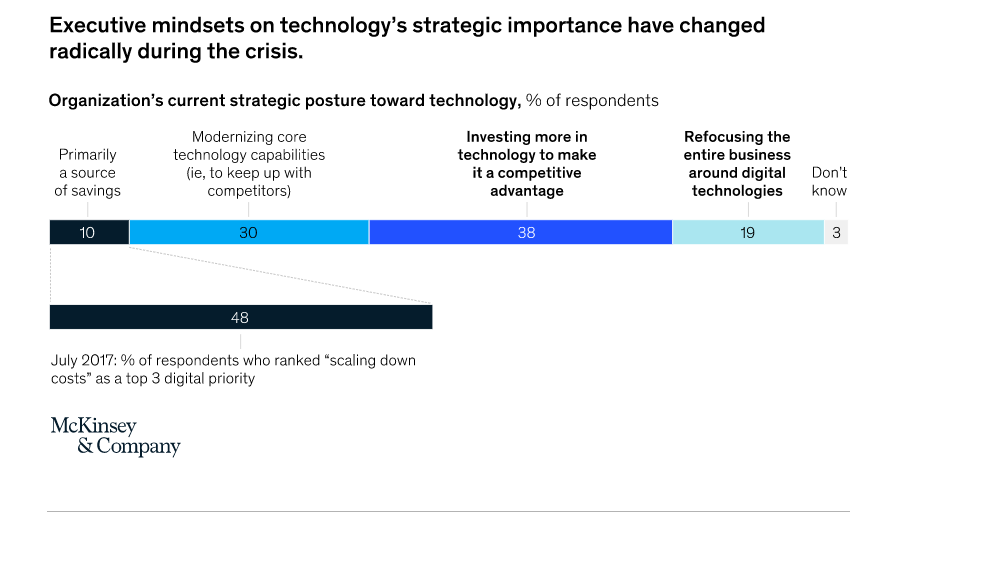 Executive mindsets on technology’s strategic importance have changed
radically during the crisis.
Organization’s current strategic posture toward technology, % of respondents
Primarily
a source
of savings
Modernizing core
technology capabilities
(ie, to keep up with
competitors)
Investing more in
technology to make
it a competitive
advantage
Refocusing the
entire business
around digital
technologies
Don’t
know
10
30
38
19
3
48
July 2017: % of respondents who ranked “scaling down
costs” as a top 3 digital priority
McKinsey
& Company